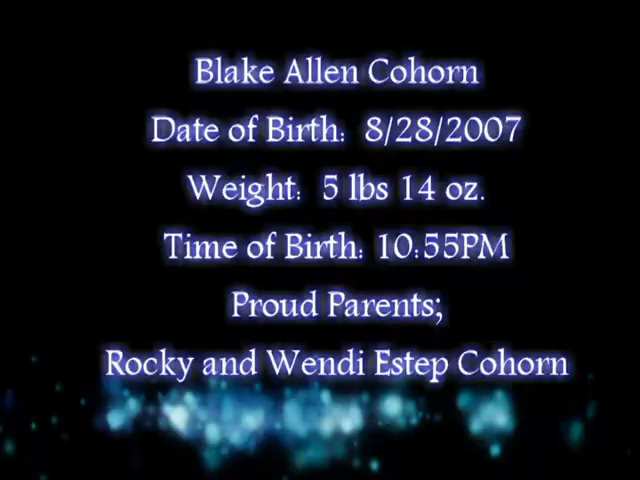 Blake Allen Cohorn
Date of Birth: 8/28/2007
Weight: 5 lbs 14 oz.
Time of Birth: 10:55PM
Proud Parents;
Rocky and Wendi Estep Cohorn